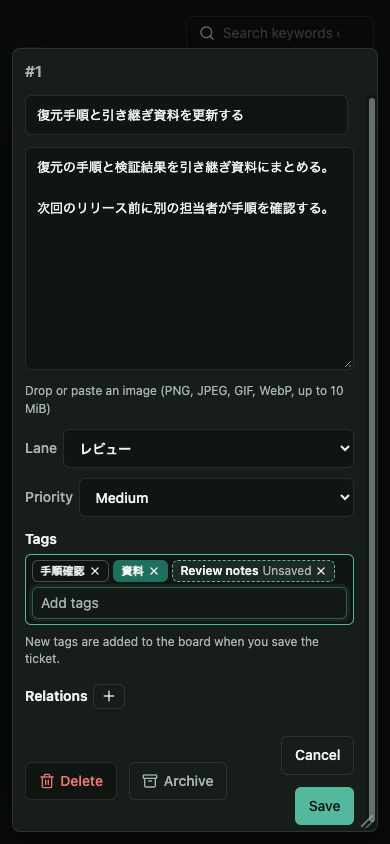 Search keywords
#1
復元手順と引き継ぎ資料を更新する
復元の手順と検証結果を引き継ぎ資料にまとめる。
次回のリリース前に別の担当者が手順を確認する。
Drop or paste an image (PNG, JPEG, GIF, WebP, up to 10
MiB)
Lane レビュー
Priority Medium
Tags
手順確認 × 資料 × Review notes Unsaved ×
Add tags
New tags are added to the board when you save the
ticket.
Relations +
Cancel
Delete Archive
Save